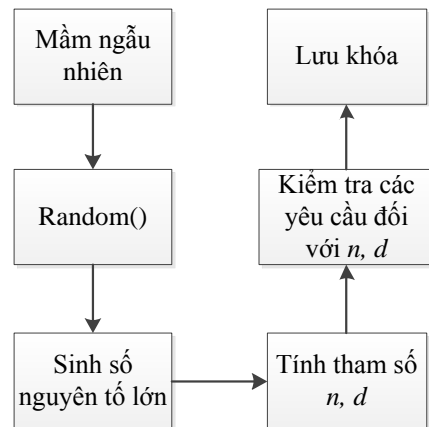 Mầm ngẫu
nhiên
Random()
Sinh số
nguyên tố lớn
Tính tham số
n, d
Kiểm tra các
yêu cầu đối
với n, d
Lưu khóa